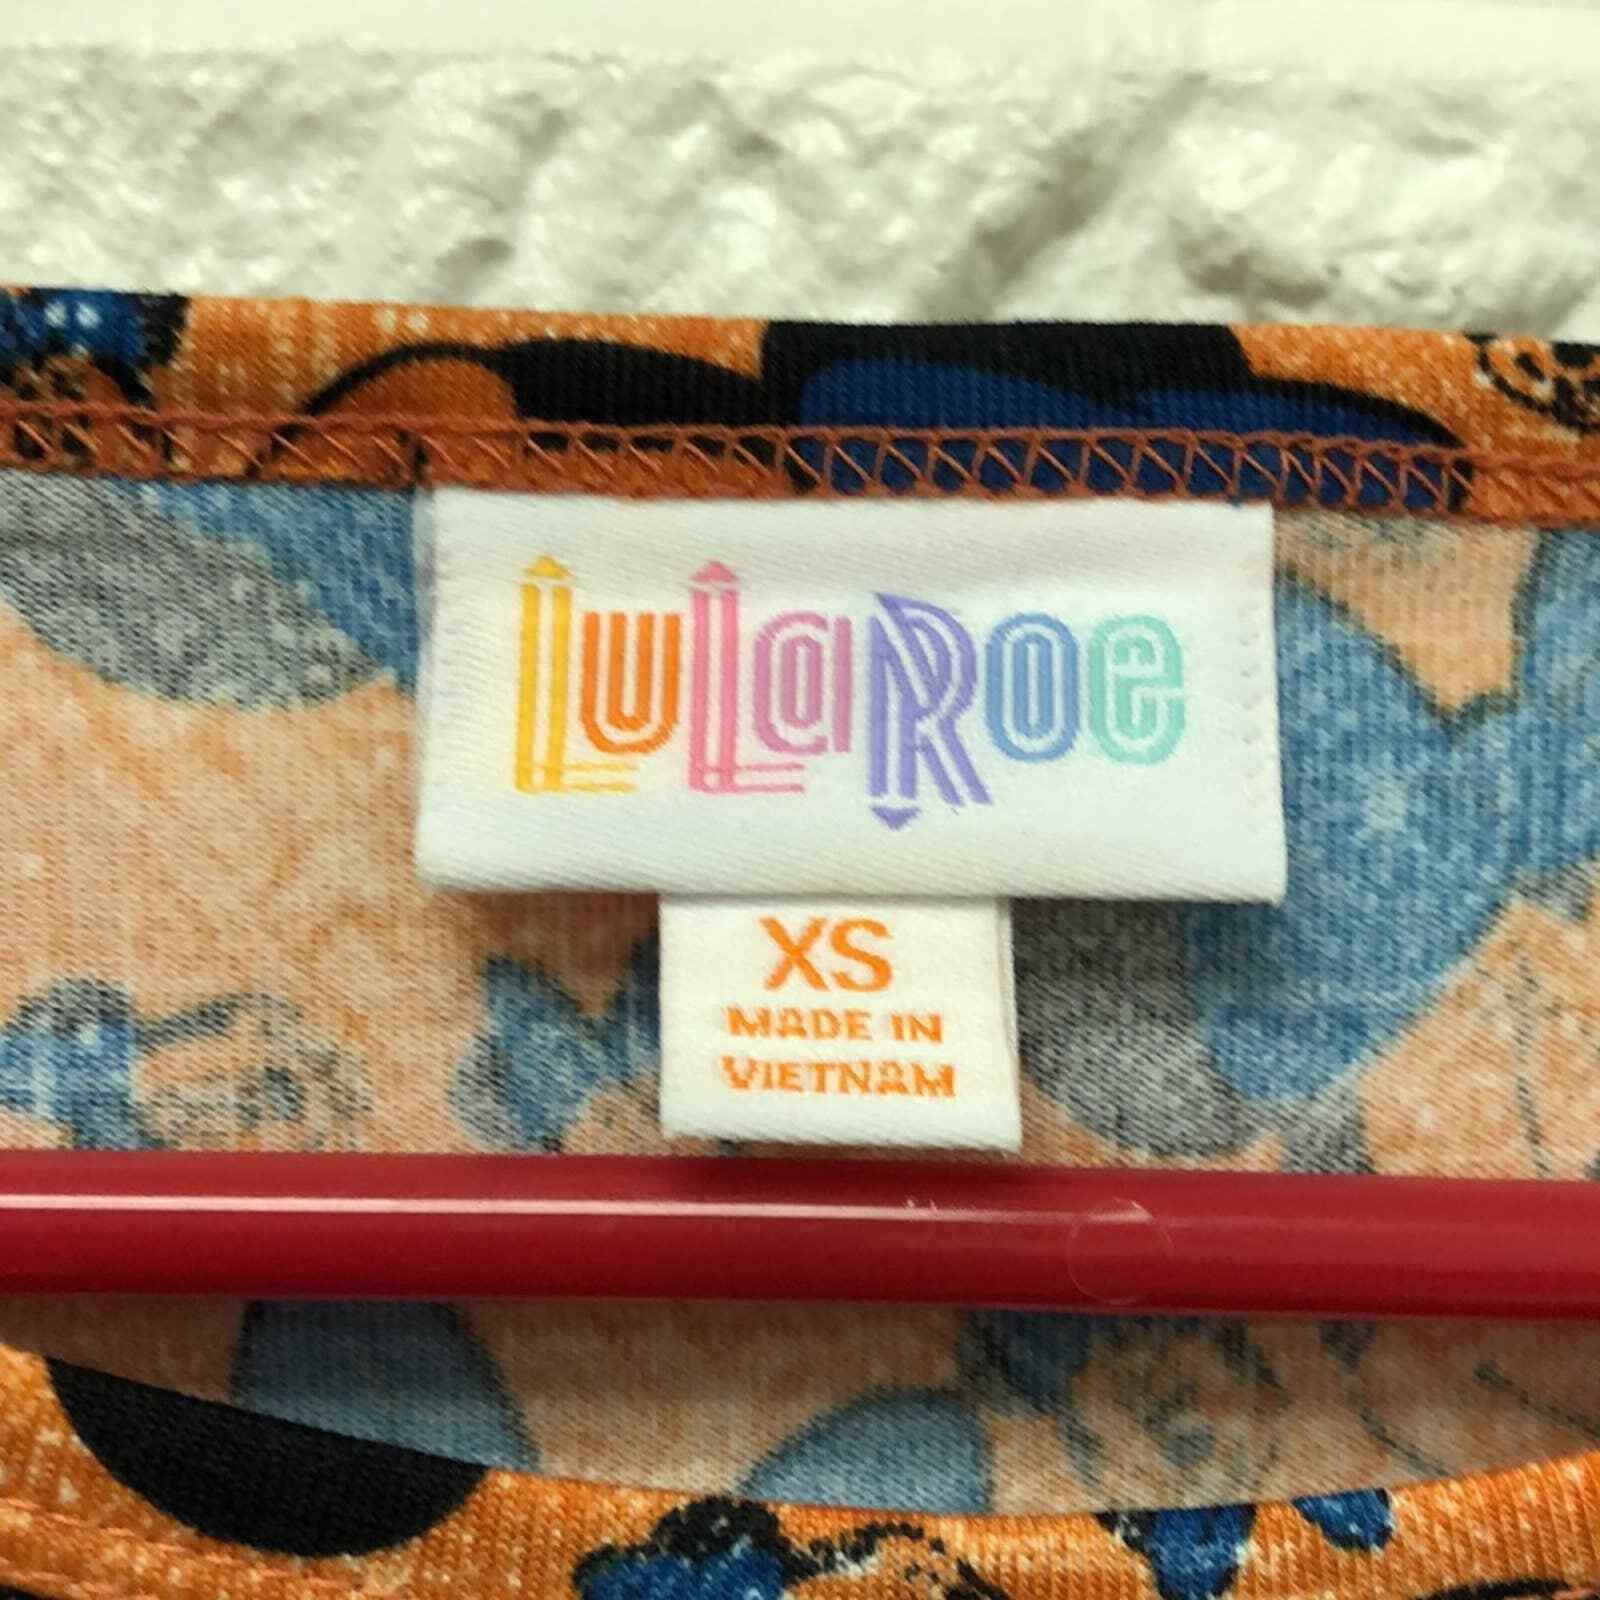 LuLaRoe
XS
MADE IN
VIETNAM